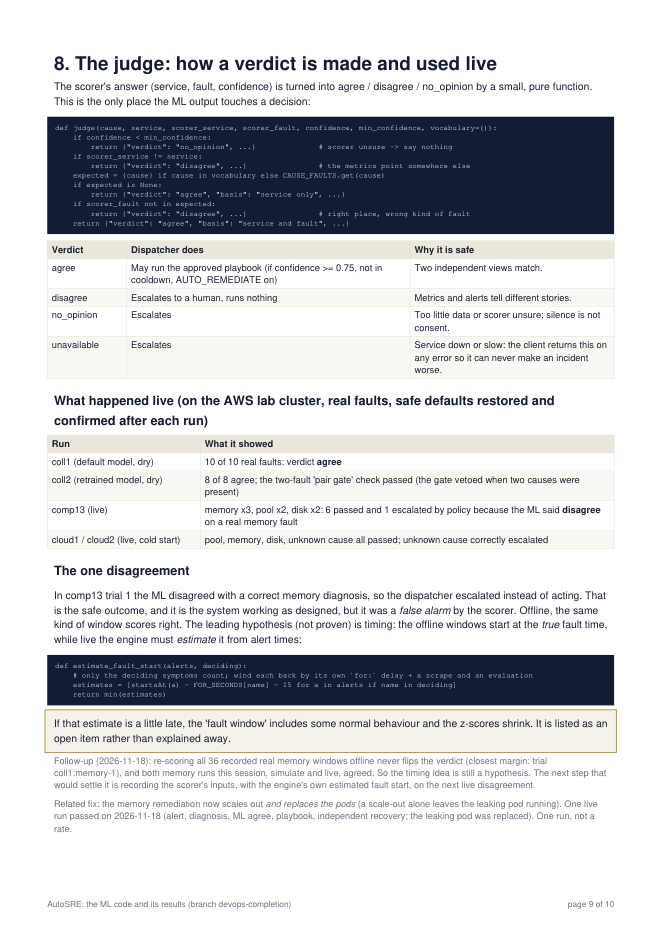 8. The judge: how a verdict is made and used live
The scorer's answer (service, fault, confidence) is turned into agree / disagree / no_opinion by a small, pure function.
This is the only place the ML output touches a decision:
def judge(cause, service, scorer_service, scorer_fault, confidence, min_confidence, vocabulary=()):
    if confidence < min_confidence:
        return {"verdict": "no_opinion", ...}              # scorer unsure -> say nothing
    if scorer_service != service:
        return {"verdict": "disagree", ...}                # the metrics point somewhere else
    expected = {cause} if cause in vocabulary else CAUSE_FAULTS.get(cause)
    if expected is None:
        return {"verdict": "agree", "basis": "service only", ...}
    if scorer_fault not in expected:
        return {"verdict": "disagree", ...}                # right place, wrong kind of fault
    return {"verdict": "agree", "basis": "service and fault", ...}
Verdict Dispatcher does Why it is safe
agree May run the approved playbook (if confidence >= 0.75, not in Two independent views match.
cooldown, AUTO_REMEDIATE on)
disagree Escalates to a human, runs nothing Metrics and alerts tell different stories.
no_opinion Escalates Too little data or scorer unsure; silence is not
consent.
unavailable Escalates Service down or slow: the client returns this on
any error so it can never make an incident
worse.
What happened live (on the AWS lab cluster, real faults, safe defaults restored and
confirmed after each run)
Run What it showed
coll1 (default model, dry) 10 of 10 real faults: verdict agree
coll2 (retrained model, dry) 8 of 8 agree; the two-fault 'pair gate' check passed (the gate vetoed when two causes were
present)
comp13 (live) memory x3, pool x2, disk x2: 6 passed and 1 escalated by policy because the ML said disagree
on a real memory fault
cloud1 / cloud2 (live, cold start) pool, memory, disk, unknown cause all passed; unknown cause correctly escalated
The one disagreement
In comp13 trial 1 the ML disagreed with a correct memory diagnosis, so the dispatcher escalated instead of acting. That
is the safe outcome, and it is the system working as designed, but it was a false alarm by the scorer. Offline, the same
kind of window scores right. The leading hypothesis (not proven) is timing: the offline windows start at the true fault time,
while live the engine must estimate it from alert times:
def estimate_fault_start(alerts, deciding):
    # only the deciding symptoms count; wind each back by its own `for:` delay + a scrape and an evaluation
    estimates = [startsAt(a) - FOR_SECONDS[name] - 15 for a in alerts if name in deciding]
    return min(estimates)
If that estimate is a little late, the 'fault window' includes some normal behaviour and the z-scores shrink. It is listed as an
open item rather than explained away.
Follow-up (2026-11-18): re-scoring all 36 recorded real memory windows offline never flips the verdict (closest margin: trial
coll1:memory-1), and both memory runs this session, simulate and live, agreed. So the timing idea is still a hypothesis. The next step that
would settle it is recording the scorer's inputs, with the engine's own estimated fault start, on the next live disagreement.
Related fix: the memory remediation now scales out and replaces the pods (a scale-out alone leaves the leaking pod running). One live
run passed on 2026-11-18 (alert, diagnosis, ML agree, playbook, independent recovery; the leaking pod was replaced). One run, not a
rate.
AutoSRE: the ML code and its results (branch devops-completion) page 9 of 10